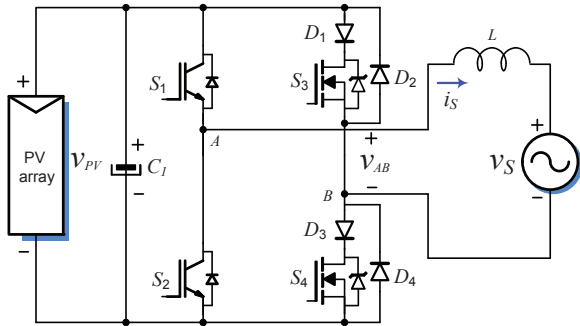 D1
L
+
S1
S3
D2
iS
+
+
+
PV
array
vPV
C1
A
vAB
vS
−
B
−
−
D3
S2
S4
D4
−